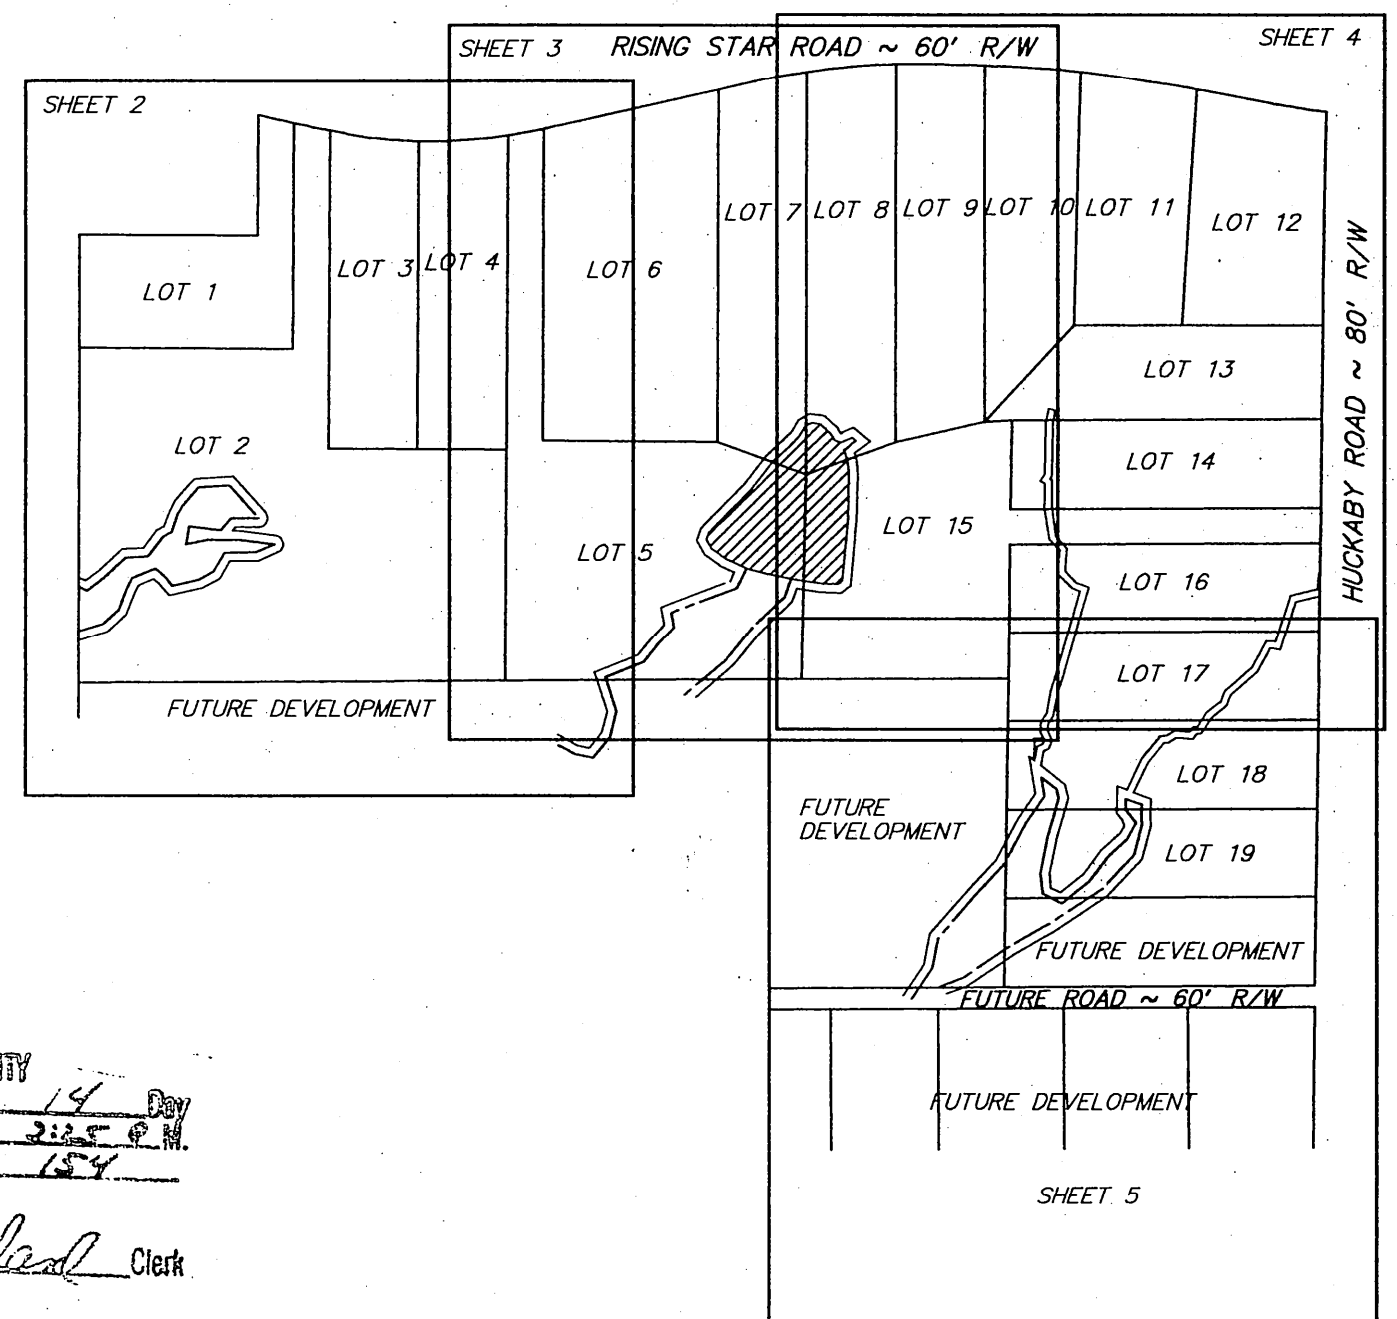 SHEET 3
RISING STAR ROAD ~ 60' R/W
SHEET 4
SHEET 2
LOT 1
LOT 2
LOT 3
LOT 4
LOT 5
LOT 6
LOT 7
LOT 8
LOT 9
LOT 10
LOT 11
LOT 12
HUCKABY ROAD ~ 80' R/W
LOT 13
LOT 14
LOT 15
LOT 16
LOT 17
LOT 18
LOT 19
FUTURE DEVELOPMENT
FUTURE
DEVELOPMENT
FUTURE DEVELOPMENT
FUTURE ROAD ~ 60' R/W
FUTURE DEVELOPMENT
SHEET 5
14 Day
P.M.
154
Clerk